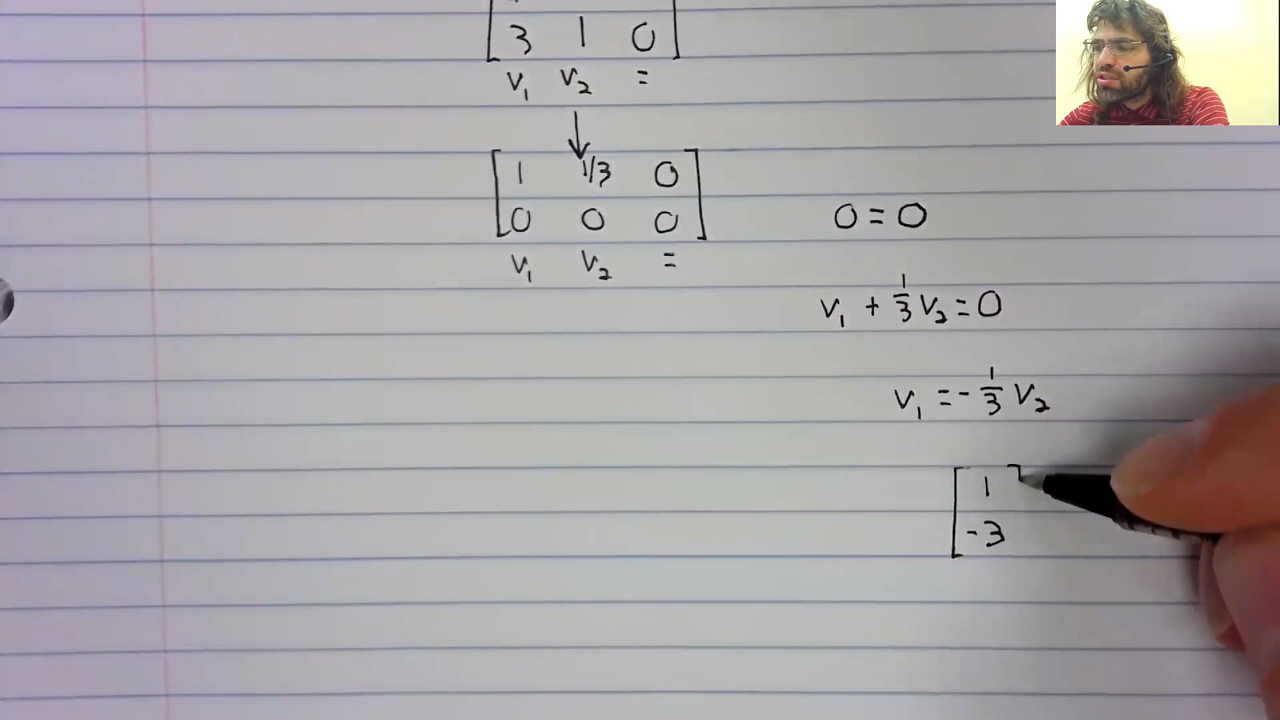 3 1 0
v₁ v₂ =
↓
1 1/3 0
0 0 0
v₁ v₂ =
0 = 0
v₁ + 1/3 v₂ = 0
v₁ = - 1/3 v₂
1
-3